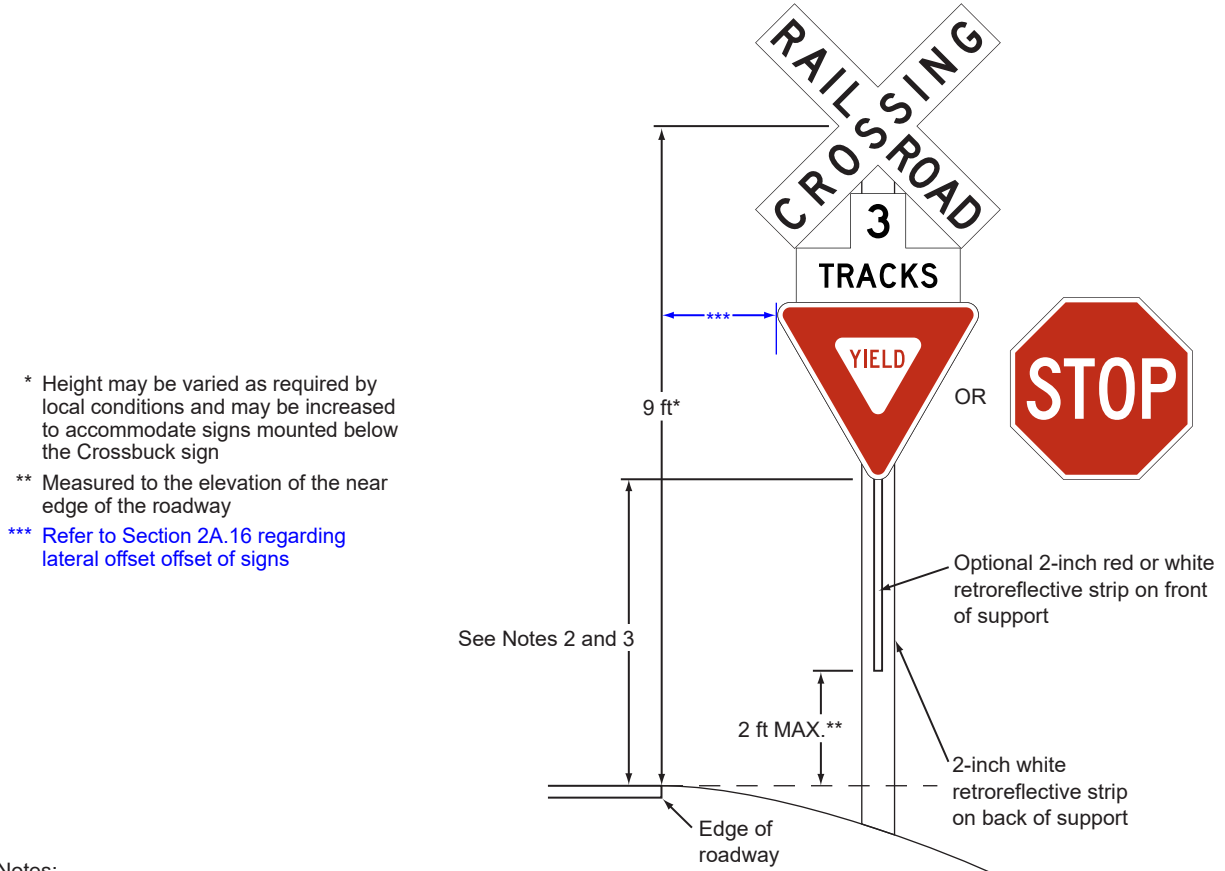 RAILROAD
CROSSING
3
TRACKS
***
YIELD
OR
STOP
9 ft*
* Height may be varied as required by
local conditions and may be increased
to accommodate signs mounted below
the Crossbuck sign
** Measured to the elevation of the near
edge of the roadway
*** Refer to Section 2A.16 regarding
lateral offset offset of signs
Optional 2-inch red or white
retroreflective strip on front
of support
See Notes 2 and 3
2 ft MAX.**
2-inch white
retroreflective strip
on back of support
Edge of
roadway
Notes: